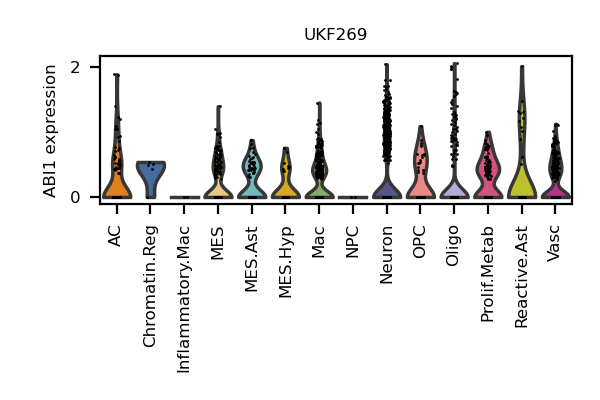 UKF269
ABI1 expression
2
0
AC
Chromatin.Reg
Inflammatory.Mac
MES
MES.Ast
MES.Hyp
Mac
NPC
Neuron
OPC
Oligo
Prolif.Metab
Reactive.Ast
Vasc